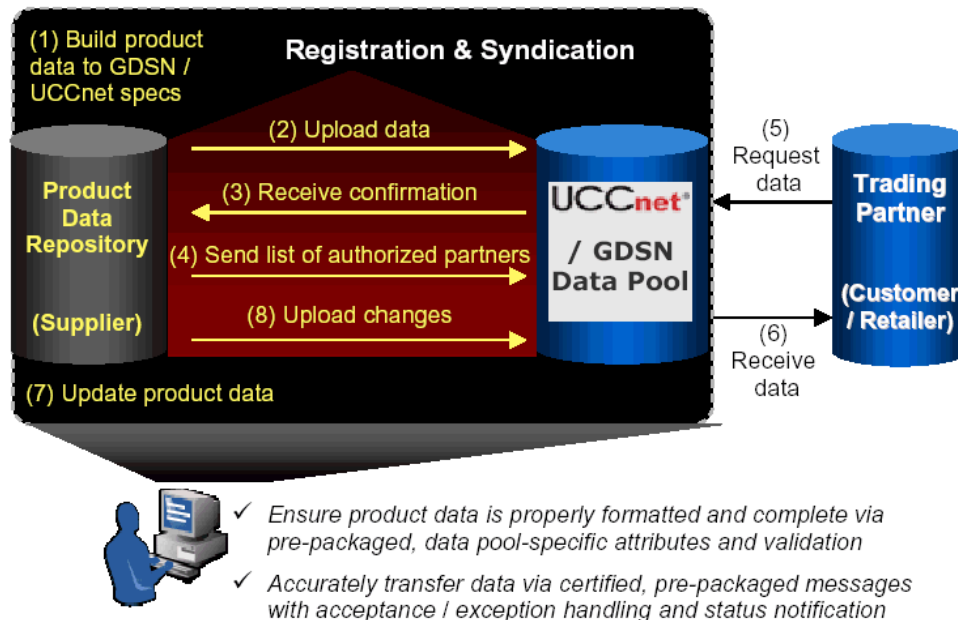 (1) Build product
data to GDSN /
UCCnet specs
Registration & Syndication
(2) Upload data
(3) Receive confirmation
(4) Send list of authorized partners
(8) Upload changes
Product
Data
Repository
(Supplier)
UCCnet®
/ GDSN
Data Pool
(5)
Request
data
Trading
Partner
(Customer
/ Retailer)
(6)
Receive
data
(7) Update product data
✓ Ensure product data is properly formatted and complete via
pre-packaged, data pool-specific attributes and validation
✓ Accurately transfer data via certified, pre-packaged messages
with acceptance / exception handling and status notification